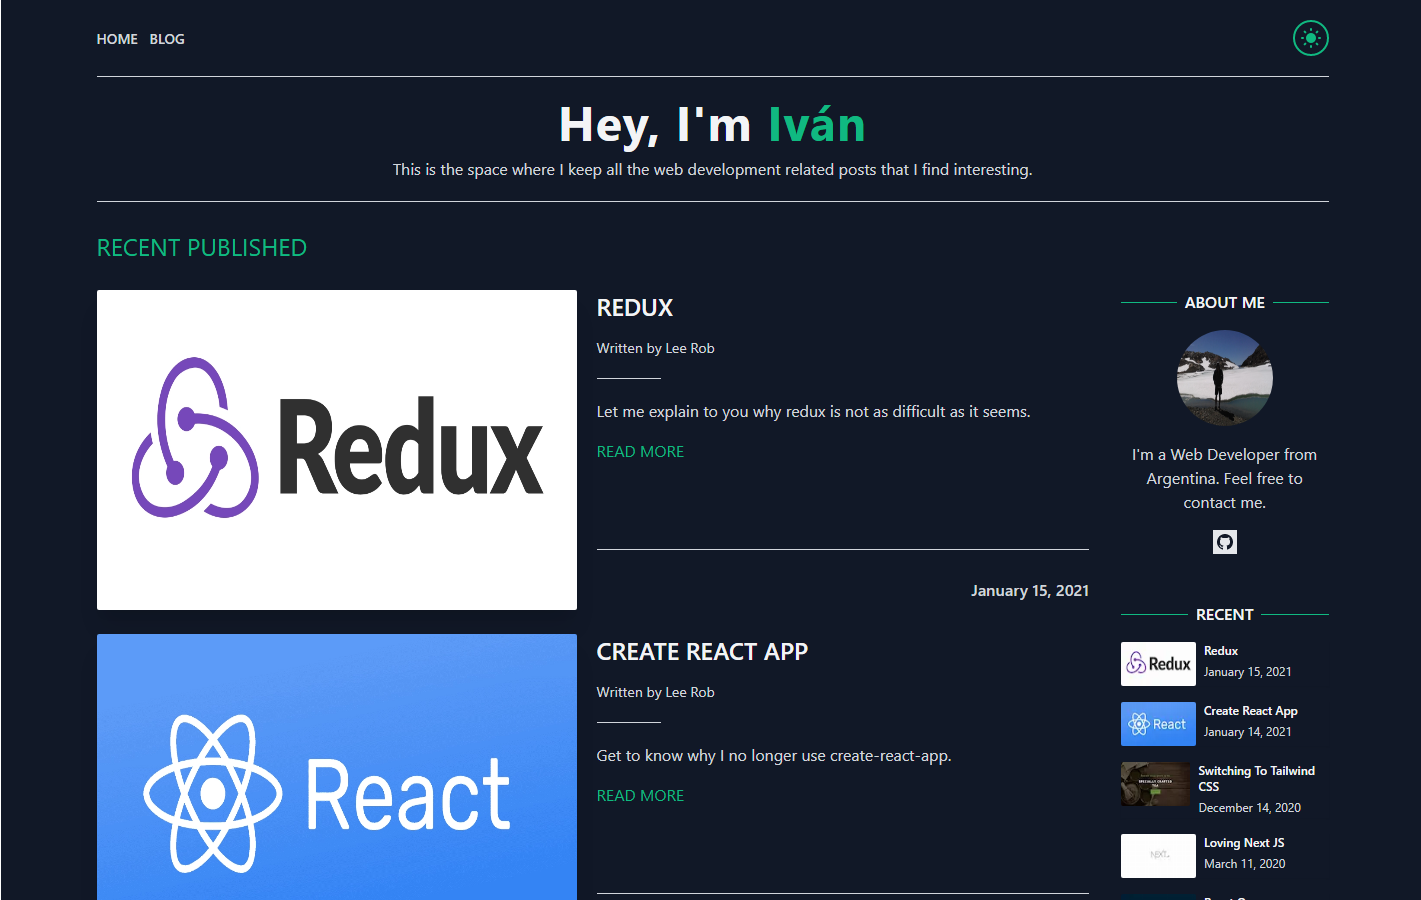 HOME BLOG
Hey, I'm Iván
This is the space where I keep all the web development related posts that I find interesting.
RECENT PUBLISHED
Redux
REDUX
Written by Lee Rob
Let me explain to you why redux is not as difficult as it seems.
READ MORE
January 15, 2021
React
CREATE REACT APP
Written by Lee Rob
Get to know why I no longer use create-react-app.
READ MORE
ABOUT ME
I'm a Web Developer from
Argentina. Feel free to
contact me.
RECENT
Redux
Redux
January 15, 2021
React
Create React App
January 14, 2021
Switching To Tailwind
CSS
December 14, 2020
NEXT
Loving Next JS
March 11, 2020